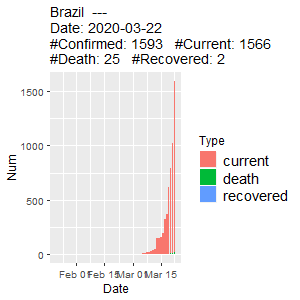 Brazil  ---
Date: 2020-03-22
#Confirmed: 1593   #Current: 1566
#Death: 25   #Recovered: 2
1500
1000
500
0
Num
Feb 01 Feb 15 Mar 01 Mar 15
Date
Type
current
death
recovered